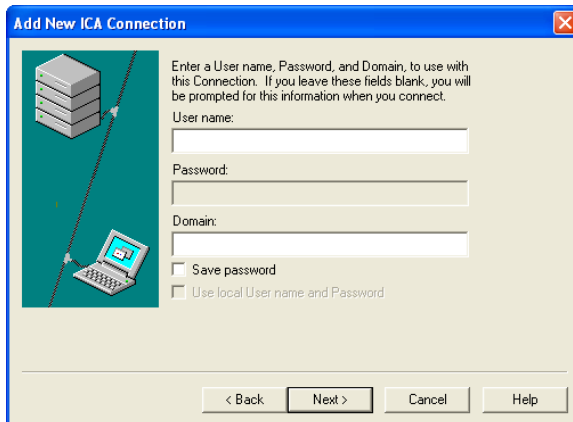 Add New ICA Connection
Enter a User name, Password, and Domain, to use with
this Connection. If you leave these fields blank, you will
be prompted for this information when you connect.
User name:
Password:
Domain:
Save password
Use local User name and Password
< Back
Next >
Cancel
Help